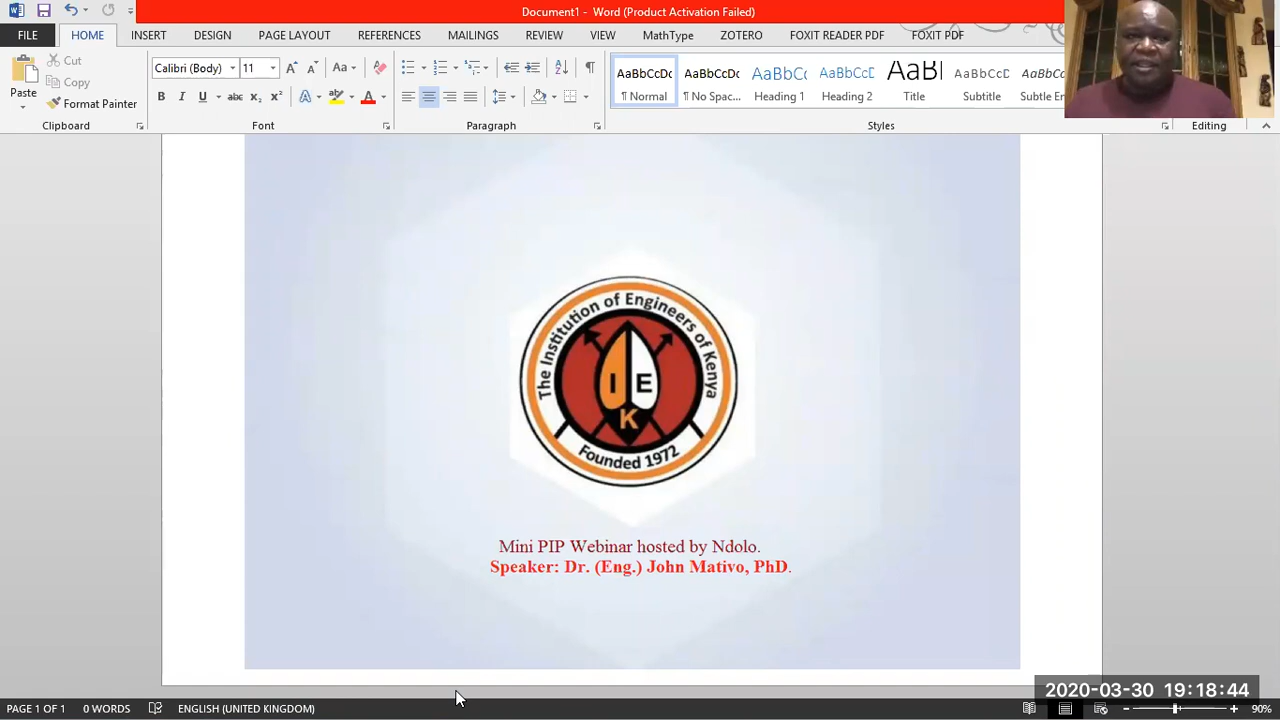 Document1 - Word (Product Activation Failed)
FILE HOME INSERT DESIGN PAGE LAYOUT REFERENCES MAILINGS REVIEW VIEW MathType ZOTERO FOXIT READER PDF FOXIT PDF
Paste
Cut
Copy
Format Painter
Clipboard
Calibri (Body) 11
Font
Paragraph
AaBbCcDc AaBbCcDc AaBbCc AaBbCcD AaBl AaBbCcD AaBbCcDc
¶ Normal ¶ No Spac... Heading 1 Heading 2 Title Subtitle Subtle Em
Styles
Editing
The Institution of Engineers of Kenya
I E
K
Founded 1972
Mini PIP Webinar hosted by Ndolo.
Speaker: Dr. (Eng.) John Mativo, PhD.
2020-03-30 19:18:44
PAGE 1 OF 1 0 WORDS ENGLISH (UNITED KINGDOM) 90%